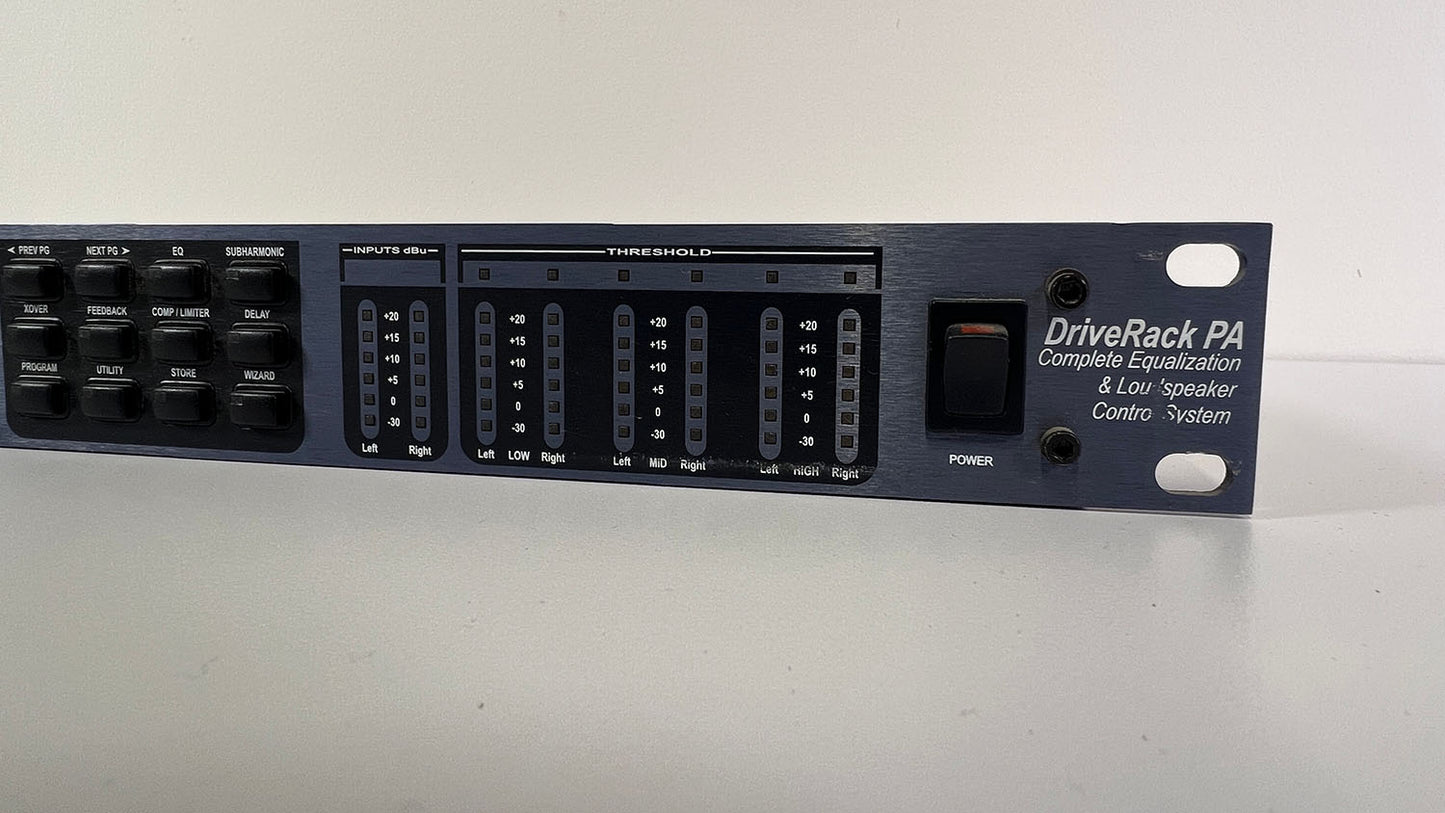 < PREV PG NEXT PG > EQ SUBHARMONIC
XOVER FEEDBACK COMP / LIMITER DELAY
PROGRAM UTILITY STORE WIZARD
INPUTS dBu
+20
+15
+10
+5
0
-30
Left Right
THRESHOLD
+20 +20 +20
+15 +15 +15
+10 +10 +10
+5 +5 +5
0 0 0
-30 -30 -30
Left LOW Right Left MiD Right Left HiGH Right
POWER
DriveRack PA
Complete Equalization
& Loudspeaker
Control System